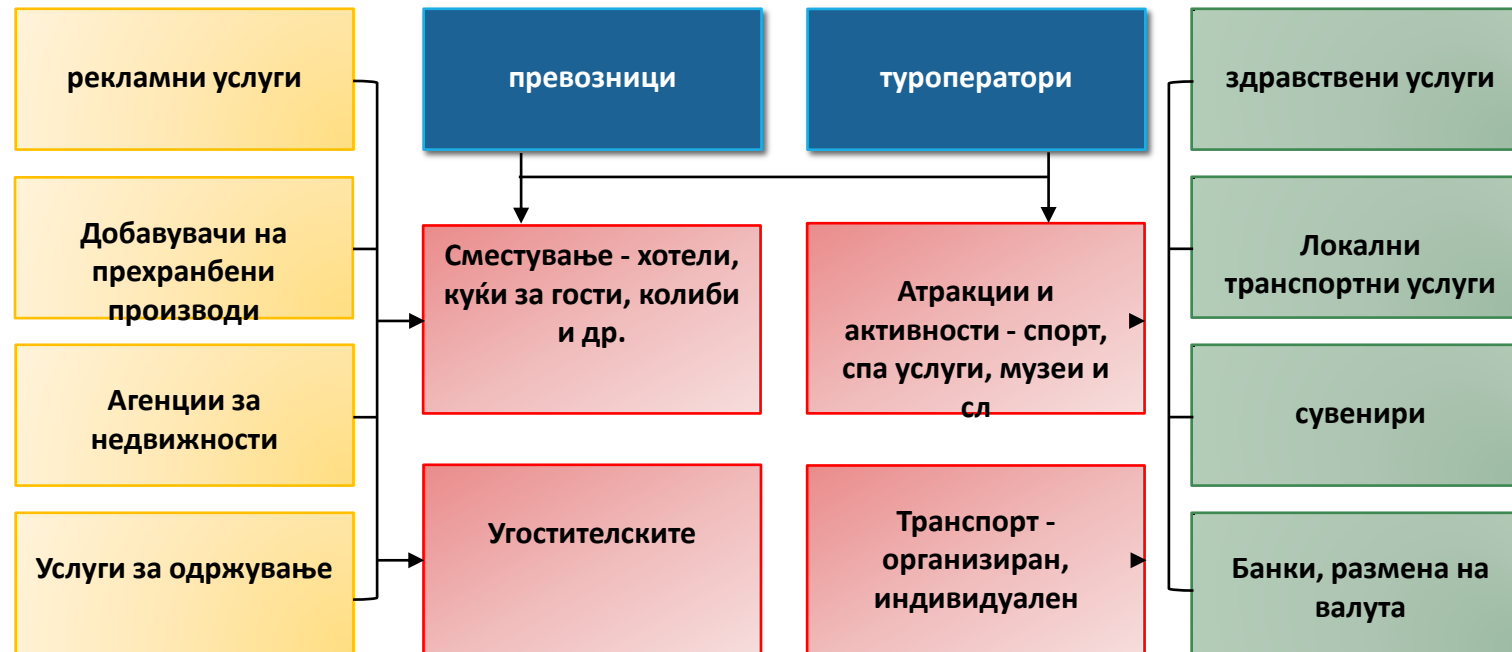 рекламни услуги
превозници
туроператори
здравствени услуги
Добавувачи на
прехранбени
производи
Сместување - хотели,
куќи за гости, колиби
и др.
Атракции и
активности - спорт,
спа услуги, музеи и
сл
Локални
транспортни услуги
Агенции за
недвижности
сувенири
Услуги за одржување
Угостителските
Транспорт -
организиран,
индивидуален
Банки, размена на
валута